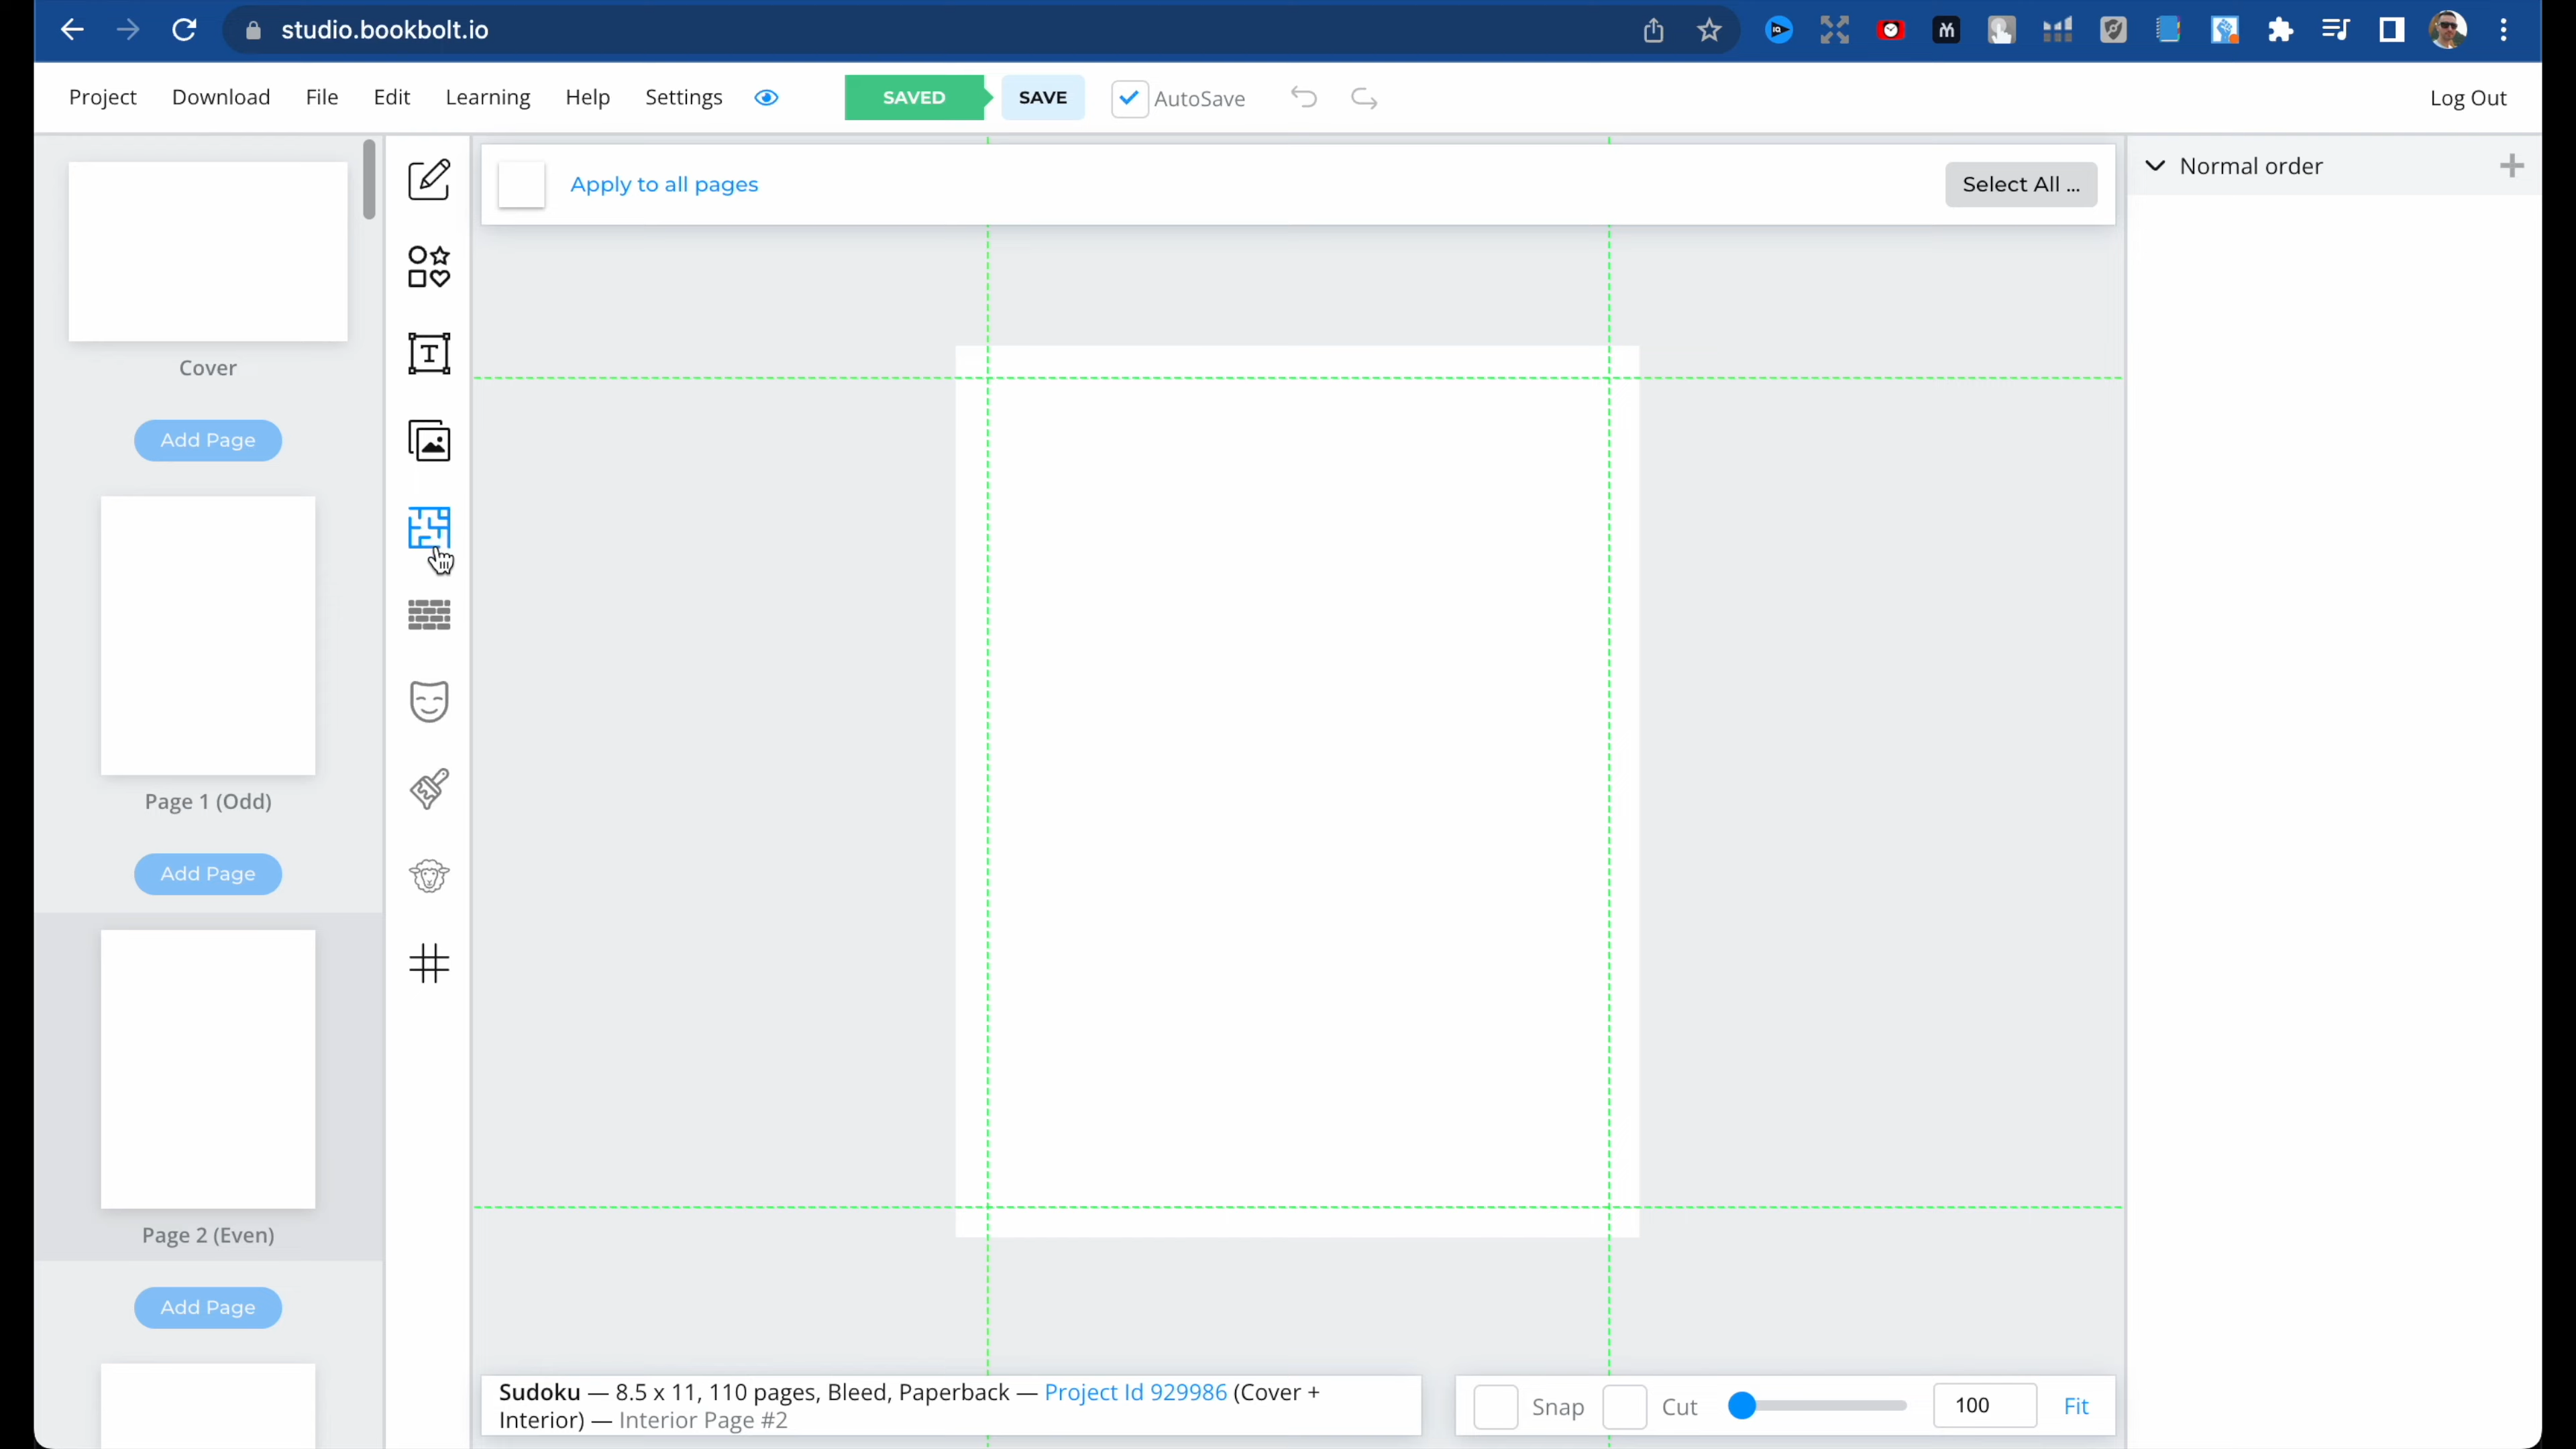 studio.bookbolt.io
Project Download File Edit Learning Help Settings SAVED SAVE AutoSave Log Out
Apply to all pages Select All ... Normal order
Cover
Add Page
Page 1 (Odd)
Add Page
Page 2 (Even)
Add Page
Sudoku — 8.5 x 11, 110 pages, Bleed, Paperback — Project Id 929986 (Cover +
Interior) — Interior Page #2
Snap Cut 100 Fit